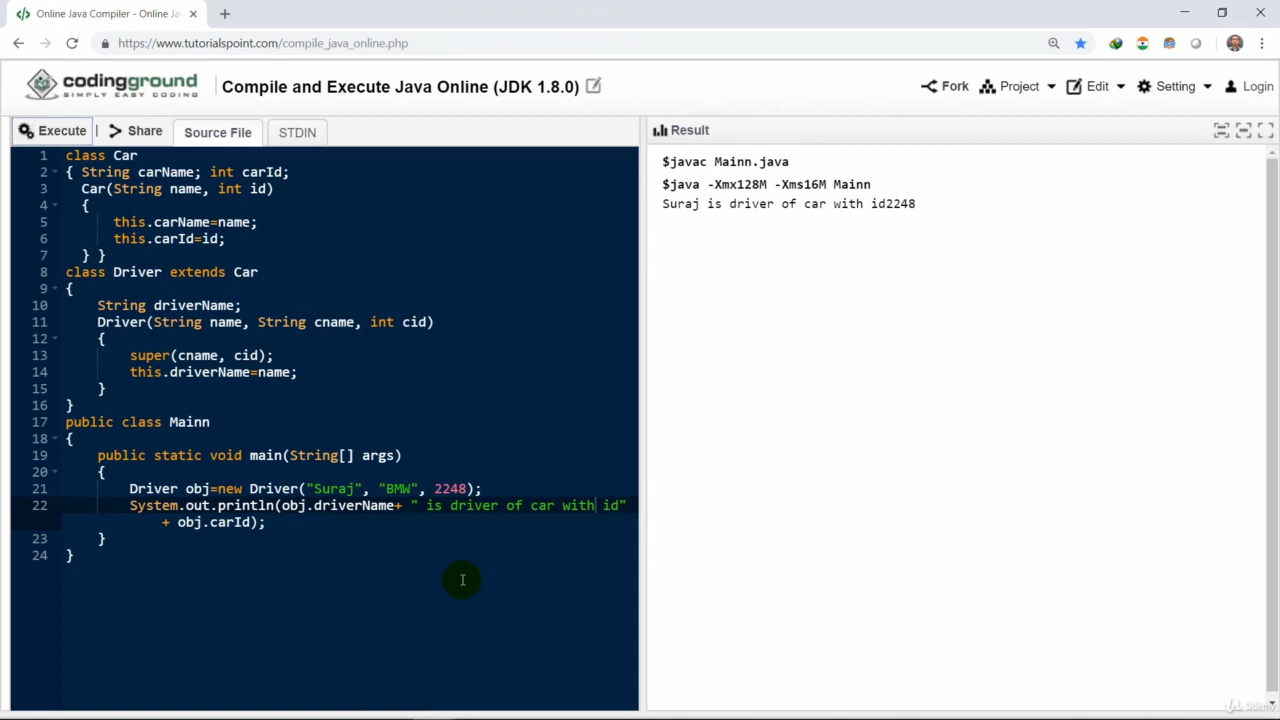 Online Java Compiler - Online Ja
https://www.tutorialspoint.com/compile_java_online.php
codingground
SIMPLY EASY CODING
Compile and Execute Java Online (JDK 1.8.0)
Fork
Project
Edit
Setting
Login
Execute
Share
Source File
STDIN
Result
1 class Car
2 { String carName; int carId;
3 Car(String name, int id)
4 {
5 this.carName=name;
6 this.carId=id;
7 } }
8 class Driver extends Car
9 {
10 String driverName;
11 Driver(String name, String cname, int cid)
12 {
13 super(cname, cid);
14 this.driverName=name;
15 }
16 }
17 public class Mainn
18 {
19 public static void main(String[] args)
20 {
21 Driver obj=new Driver("Suraj", "BMW", 2248);
22 System.out.println(obj.driverName+ " is driver of car with id"
+ obj.carId);
23 }
24 }
$javac Mainn.java
$java -Xmx128M -Xms16M Mainn
Suraj is driver of car with id2248
Udemy